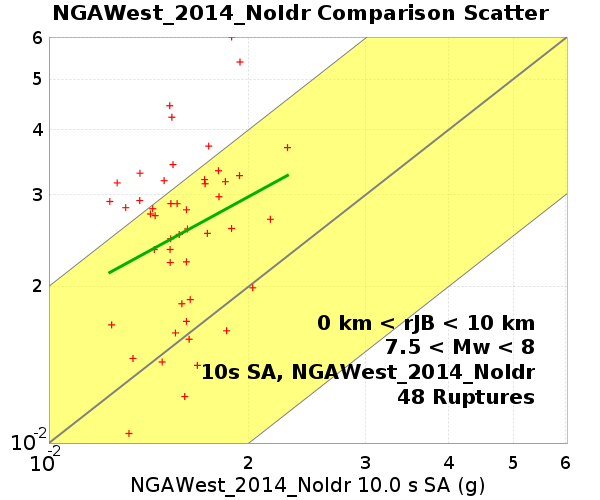 NGAWest_2014_NoIdr Comparison Scatter
6
5
4
3
2
10-2
0 km < rJB < 10 km
7.5 < Mw < 8
10s SA, NGAWest_2014_NoIdr
48 Ruptures
10-2 2 3 4 5 6
NGAWest_2014_NoIdr 10.0 s SA (g)